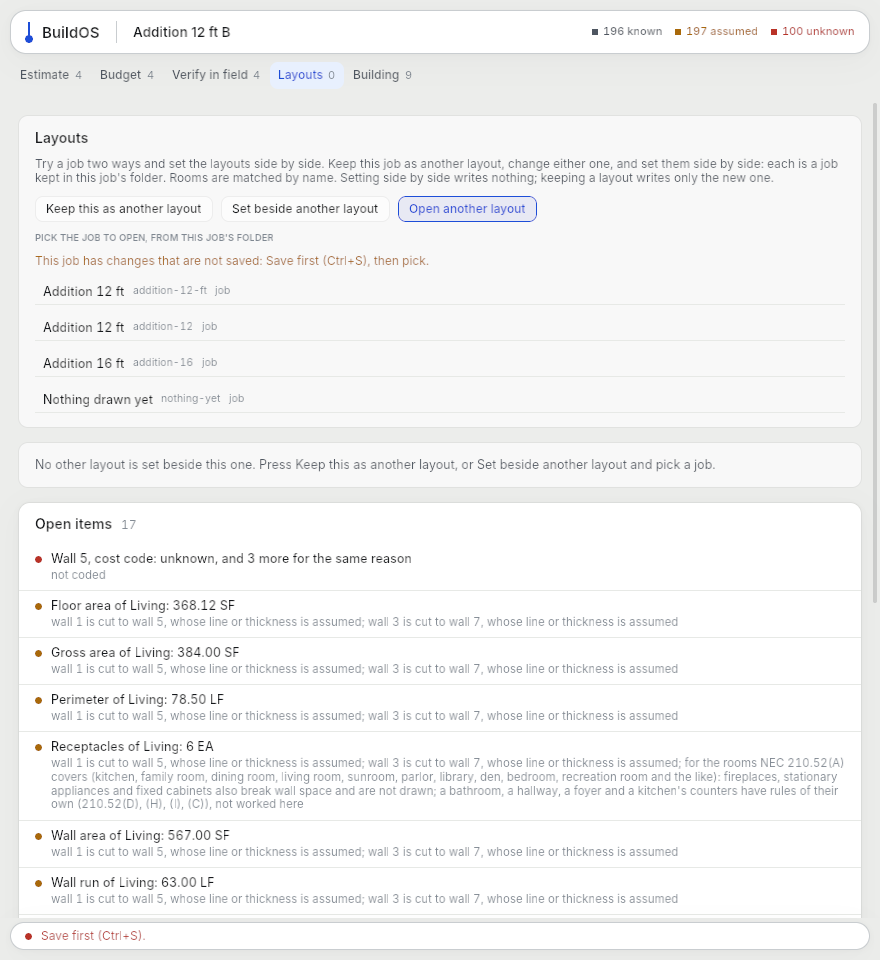 BuildOS
Addition 12 ft B
196 known
197 assumed
100 unknown
Estimate 4
Budget 4
Verify in field 4
Layouts 0
Building 9
Layouts
Try a job two ways and set the layouts side by side. Keep this job as another layout, change either one, and set them side by side: each is a job
kept in this job's folder. Rooms are matched by name. Setting side by side writes nothing; keeping a layout writes only the new one.
Keep this as another layout
Set beside another layout
Open another layout
PICK THE JOB TO OPEN, FROM THIS JOB'S FOLDER
This job has changes that are not saved: Save first (Ctrl+S), then pick.
Addition 12 ft addition-12-ft job
Addition 12 ft addition-12 job
Addition 16 ft addition-16 job
Nothing drawn yet nothing-yet job
No other layout is set beside this one. Press Keep this as another layout, or Set beside another layout and pick a job.
Open items 17
Wall 5, cost code: unknown, and 3 more for the same reason
not coded
Floor area of Living: 368.12 SF
wall 1 is cut to wall 5, whose line or thickness is assumed; wall 3 is cut to wall 7, whose line or thickness is assumed
Gross area of Living: 384.00 SF
wall 1 is cut to wall 5, whose line or thickness is assumed; wall 3 is cut to wall 7, whose line or thickness is assumed
Perimeter of Living: 78.50 LF
wall 1 is cut to wall 5, whose line or thickness is assumed; wall 3 is cut to wall 7, whose line or thickness is assumed
Receptacles of Living: 6 EA
wall 1 is cut to wall 5, whose line or thickness is assumed; wall 3 is cut to wall 7, whose line or thickness is assumed; for the rooms NEC 210.52(A)
covers (kitchen, family room, dining room, living room, sunroom, parlor, library, den, bedroom, recreation room and the like): fireplaces, stationary
appliances and fixed cabinets also break wall space and are not drawn; a bathroom, a hallway, a foyer and a kitchen's counters have rules of their
own (210.52(D), (H), (I), (C)), not worked here
Wall area of Living: 567.00 SF
wall 1 is cut to wall 5, whose line or thickness is assumed; wall 3 is cut to wall 7, whose line or thickness is assumed
Wall run of Living: 63.00 LF
wall 1 is cut to wall 5, whose line or thickness is assumed; wall 3 is cut to wall 7, whose line or thickness is assumed
Save first (Ctrl+S).